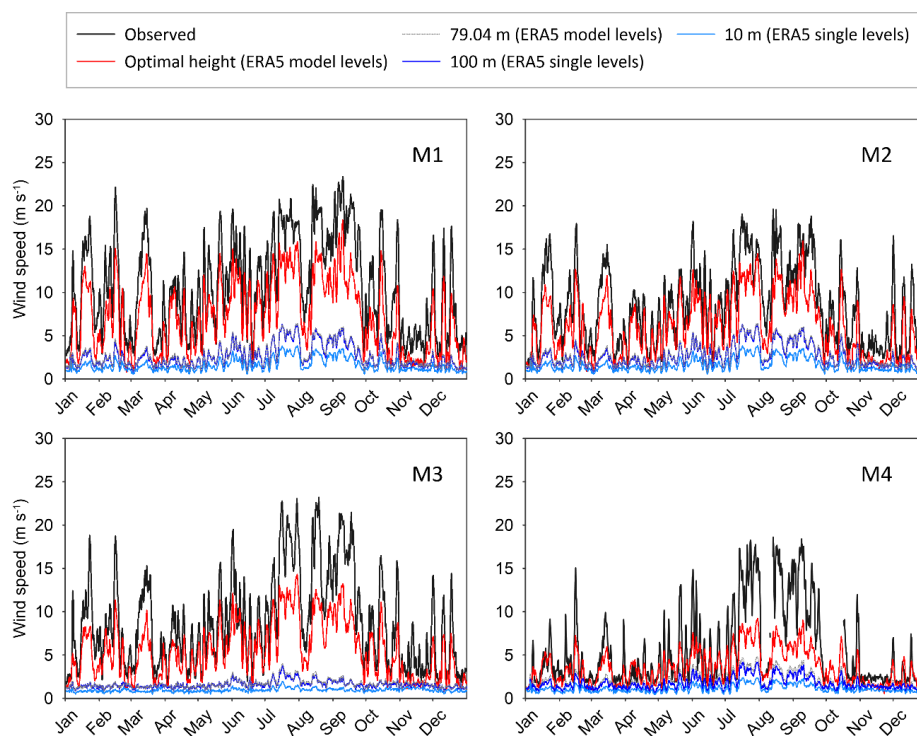 Observed
79.04 m (ERA5 model levels)
10 m (ERA5 single levels)
Optimal height (ERA5 model levels)
100 m (ERA5 single levels)
30
25
20
15
10
5
0
Wind speed (m s⁻¹)
M1
Jan Feb Mar Apr May Jun Jul Aug Sep Oct Nov Dec
30
25
20
15
10
5
0
M2
Jan Feb Mar Apr May Jun Jul Aug Sep Oct Nov Dec
30
25
20
15
10
5
0
Wind speed (m s⁻¹)
M3
Jan Feb Mar Apr May Jun Jul Aug Sep Oct Nov Dec
30
25
20
15
10
5
0
M4
Jan Feb Mar Apr May Jun Jul Aug Sep Oct Nov Dec